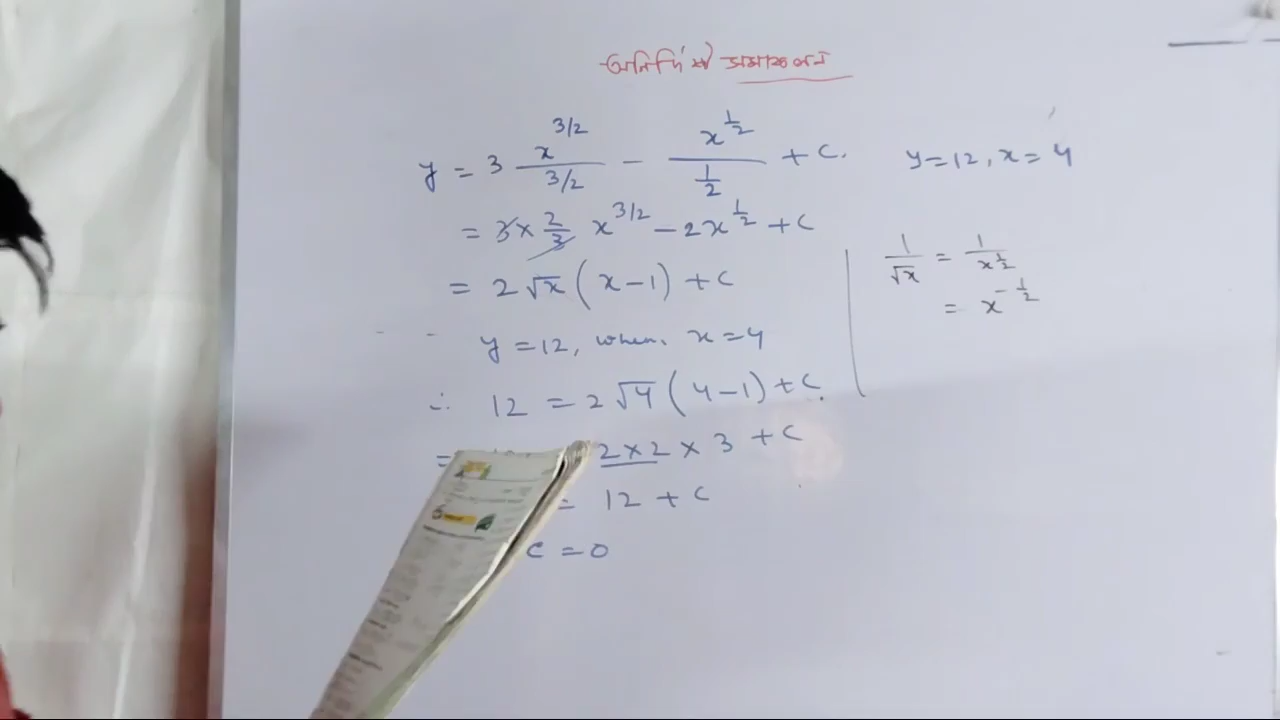 অনির্দিষ্ট সমাকলন
y = 3 x^{3/2}/(3/2) − x^{1/2}/(1/2) + c.
y=12, x=4
= 3 × 2/3 x^{3/2} − 2x^{1/2} + c
1/√x = 1/x^{1/2}
= 2√x (x−1) + c
= x^{-1/2}
y=12, when, x=4
∴ 12 = 2√4 (4−1) + c.
= 2×2 × 3 + c
= 12 + c
c = 0